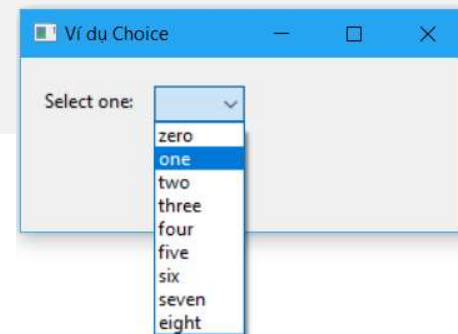 Ví dụ Choice
Select one:
zero
one
two
three
four
five
six
seven
eight